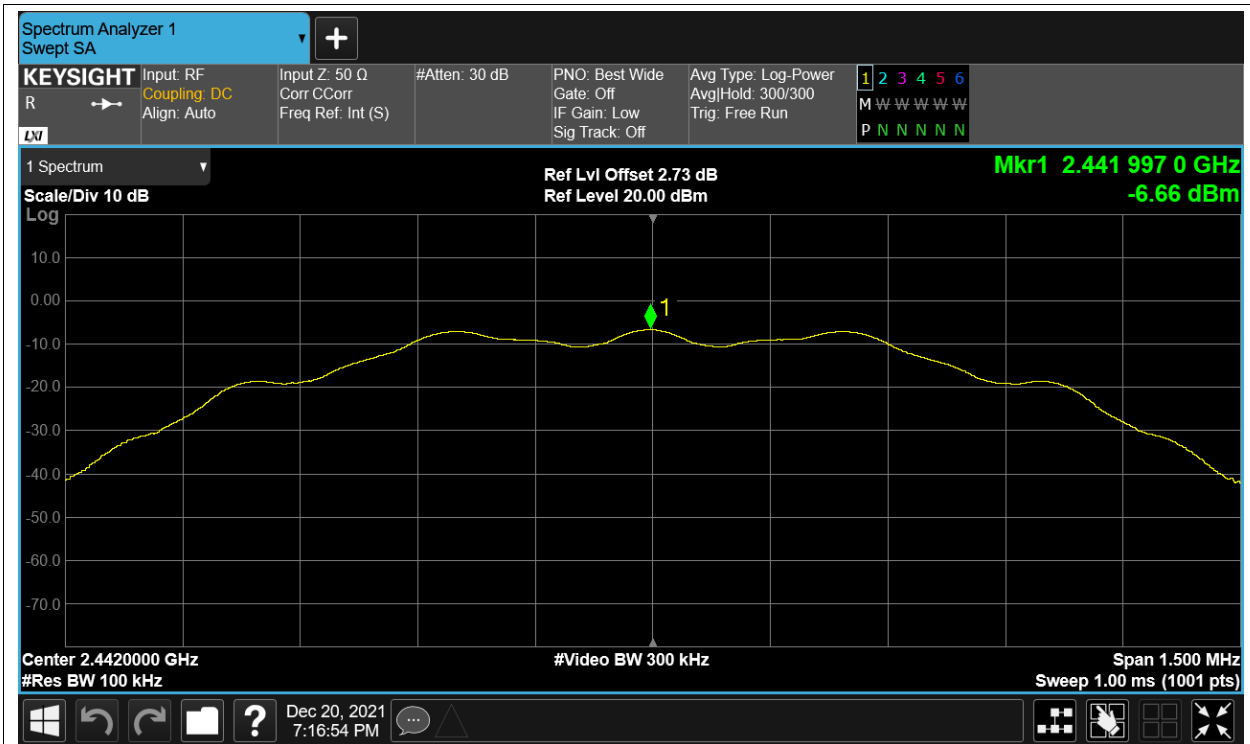 Spectrum Analyzer 1
Swept SA
KEYSIGHT
R
LXI
Input: RF
Coupling: DC
Align: Auto
Input Z: 50 Ω
Corr CCorr
Freq Ref: Int (S)
#Atten: 30 dB
PNO: Best Wide
Gate: Off
IF Gain: Low
Sig Track: Off
Avg Type: Log-Power
Avg|Hold: 300/300
Trig: Free Run
1 2 3 4 5 6
M W W W W W W
P N N N N N N
1 Spectrum
Scale/Div 10 dB
Log
Ref Lvl Offset 2.73 dB
Ref Level 20.00 dBm
Mkr1 2.441 997 0 GHz
-6.66 dBm
10.0
0.00
1
-10.0
-20.0
-30.0
-40.0
-50.0
-60.0
-70.0
Center 2.4420000 GHz
#Res BW 100 kHz
#Video BW 300 kHz
Span 1.500 MHz
Sweep 1.00 ms (1001 pts)
?
Dec 20, 2021
7:16:54 PM